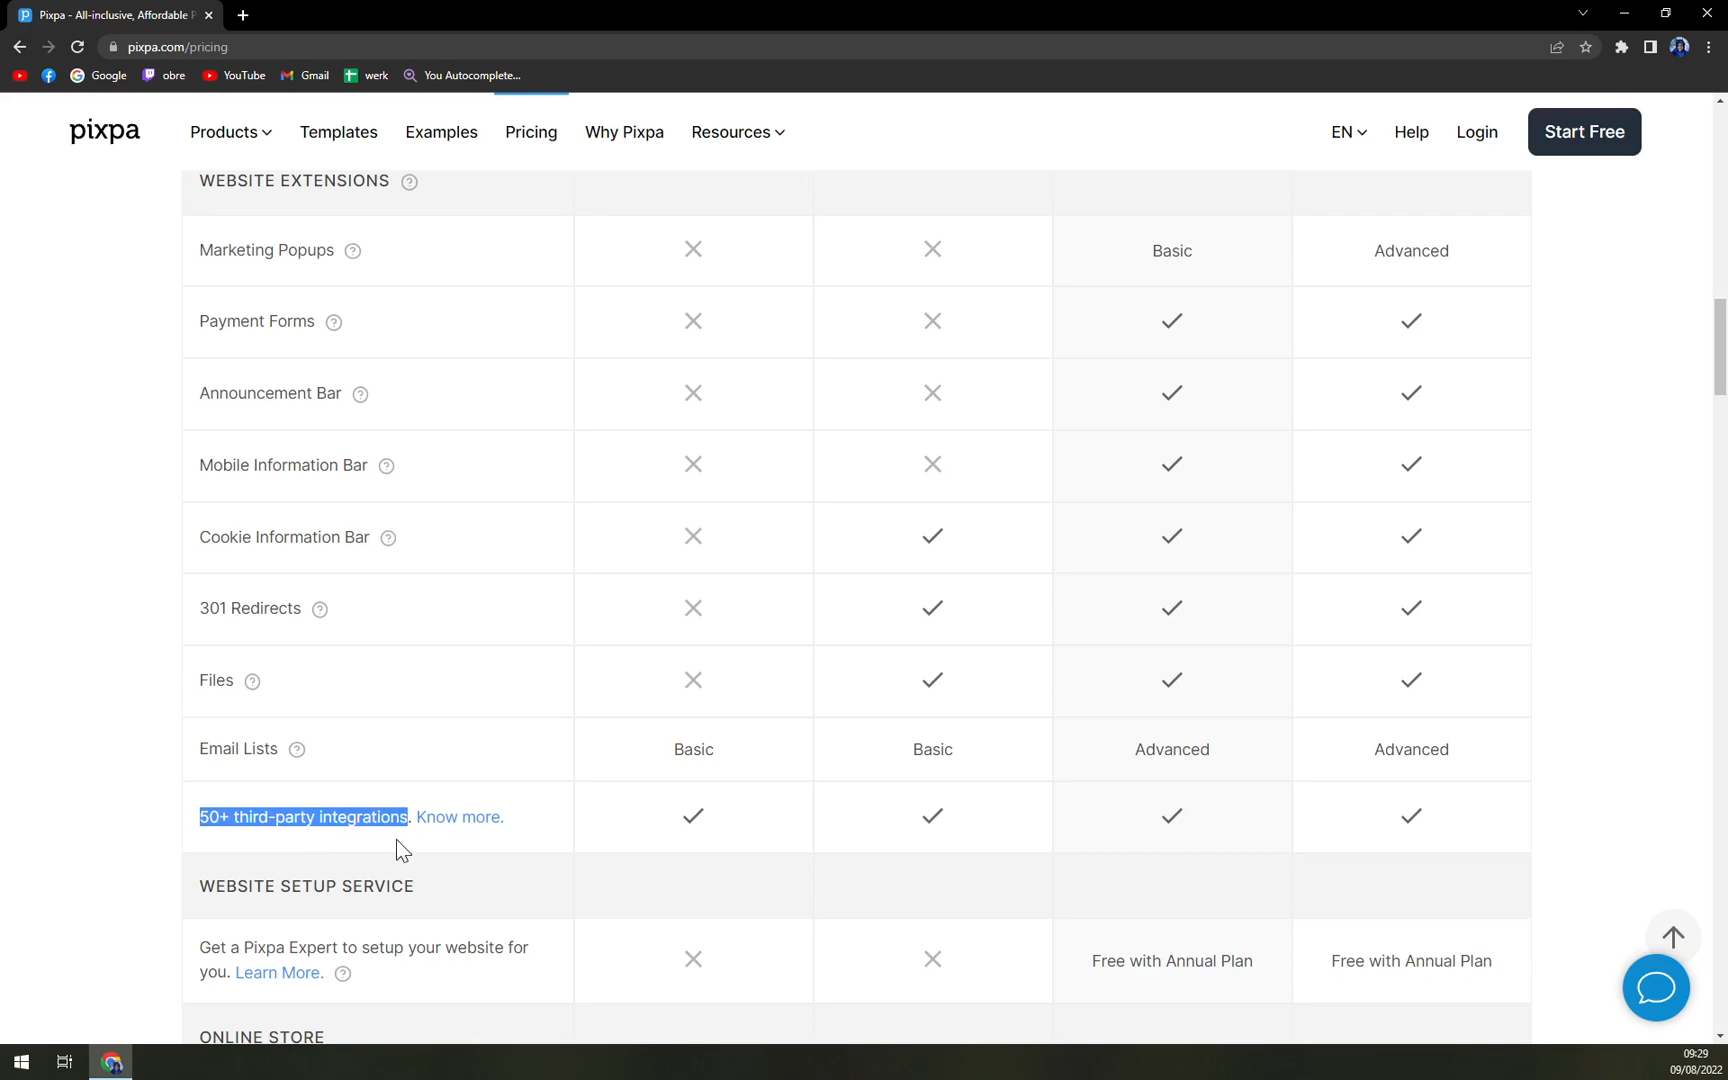 Pixpa - All-inclusive, Affordable P
pixpa.com/pricing
Google obre YouTube Gmail werk You Autocomplete...
pixpa Products Templates Examples Pricing Why Pixpa Resources EN Help Login Start Free
WEBSITE EXTENSIONS ?
Marketing Popups ? Basic Advanced
Payment Forms ?
Announcement Bar ?
Mobile Information Bar ?
Cookie Information Bar ?
301 Redirects ?
Files ?
Email Lists ? Basic Basic Advanced Advanced
50+ third-party integrations. Know more.
WEBSITE SETUP SERVICE
Get a Pixpa Expert to setup your website for
you. Learn More. ? Free with Annual Plan Free with Annual Plan
ONLINE STORE
09:29
09/08/2022